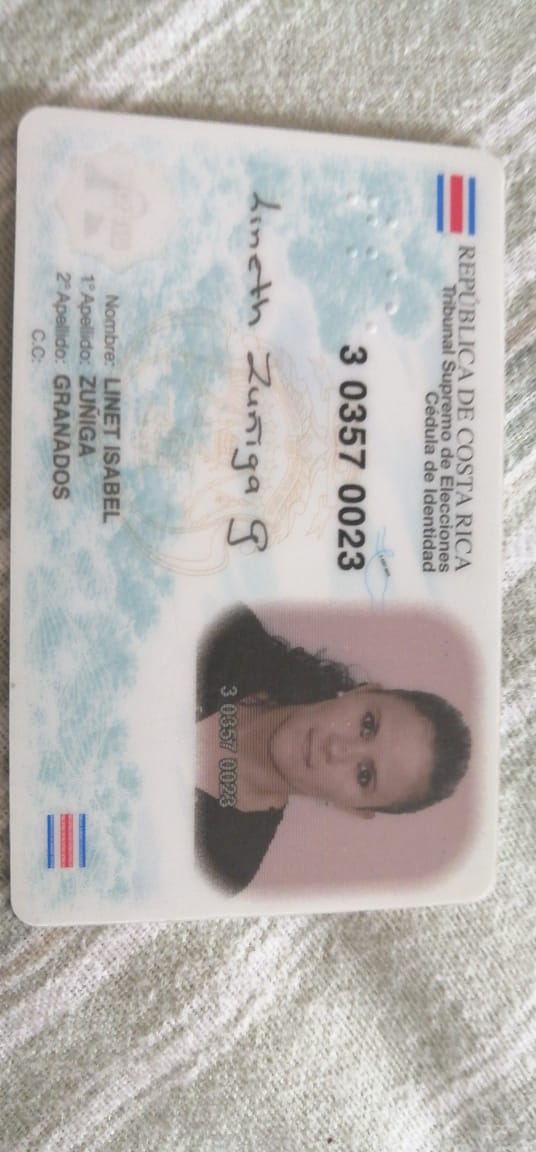 REPÚBLICA DE COSTA RICA
Tribunal Supremo de Elecciones
Cédula de Identidad
3 0357 0023
Lineth Zuñiga G
3 0357 0023
Nombre: LINET ISABEL
1° Apellido: ZUÑIGA
2° Apellido: GRANADOS
C.C: